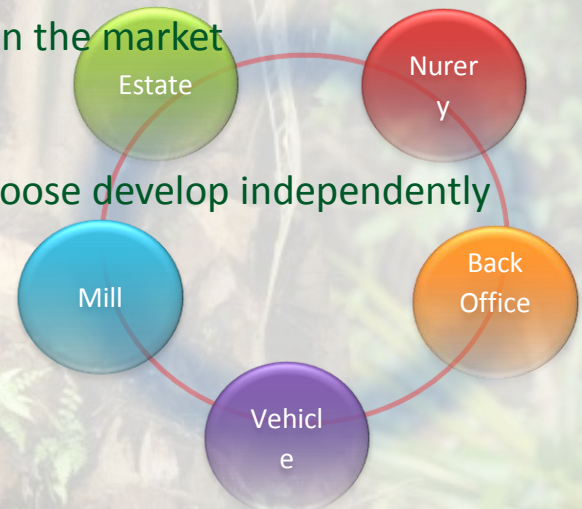 n the market
Estate
Nurer
y
oose develop independently
Mill
Back
Office
Vehicl
e